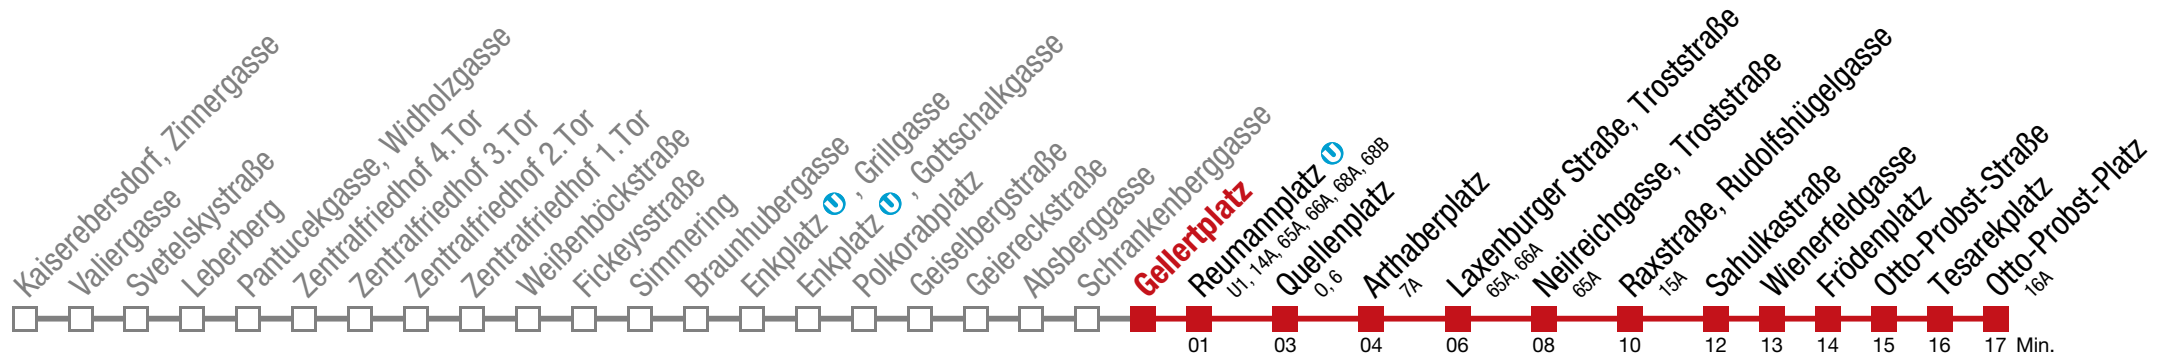 Kaiserebersdorf, Zinnergasse
Valiergasse
Svetelskystraße
Leberberg
Pantucekgasse, Widholzgasse
Zentralfriedhof 4. Tor
Zentralfriedhof 3. Tor
Zentralfriedhof 2. Tor
Zentralfriedhof 1. Tor
Weißenböckstraße
Fickeysstraße
Simmering
Braunhubergasse
Enkplatz U, Grillgasse
Enkplatz U, Gottschalkgasse
Polkorabplatz
Geiselbergstraße
Geiereckstraße
Absberggasse
Schrankenberggasse
Gellertplatz
Reumannplatz U
U1, 14A, 65A, 66A, 68A, 68B
Quellenplatz
O, 6
Arthaberplatz
7A
Laxenburger Straße, Troststraße
65A, 66A
Neilreichgasse, Troststraße
65A
Raxstraße, Rudolfshügelgasse
15A
Sahulkastraße
Wienerfeldgasse
Frödenplatz
Otto-Probst-Straße
Tesarekplatz
Otto-Probst-Platz
16A
01 03 04 06 08 10 12 13 14 15 16 17 Min.